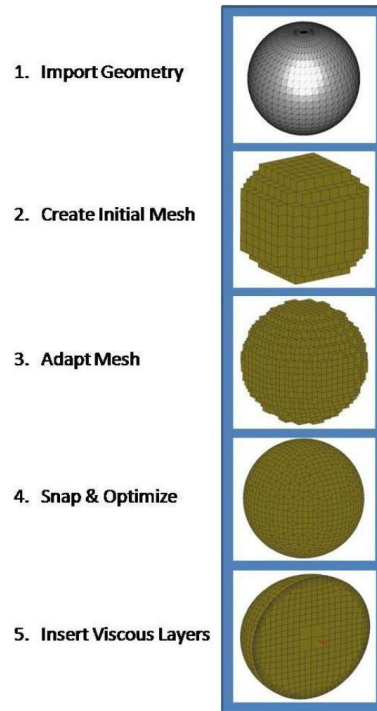 1. Import Geometry
2. Create Initial Mesh
3. Adapt Mesh
4. Snap & Optimize
5. Insert Viscous Layers